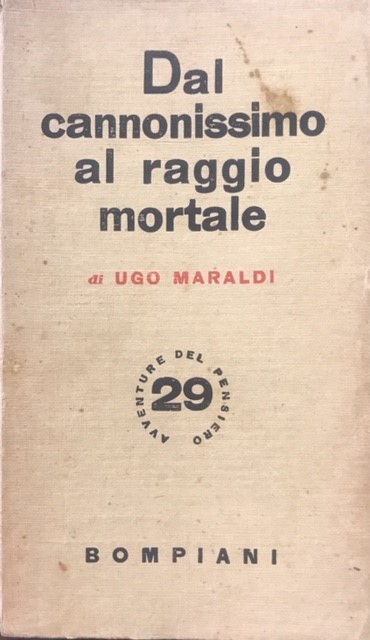 Dal
cannonissimo
al raggio
mortale
di UGO MARALDI
AVVENTURE DEL PENSIERO
29
BOMPIANI